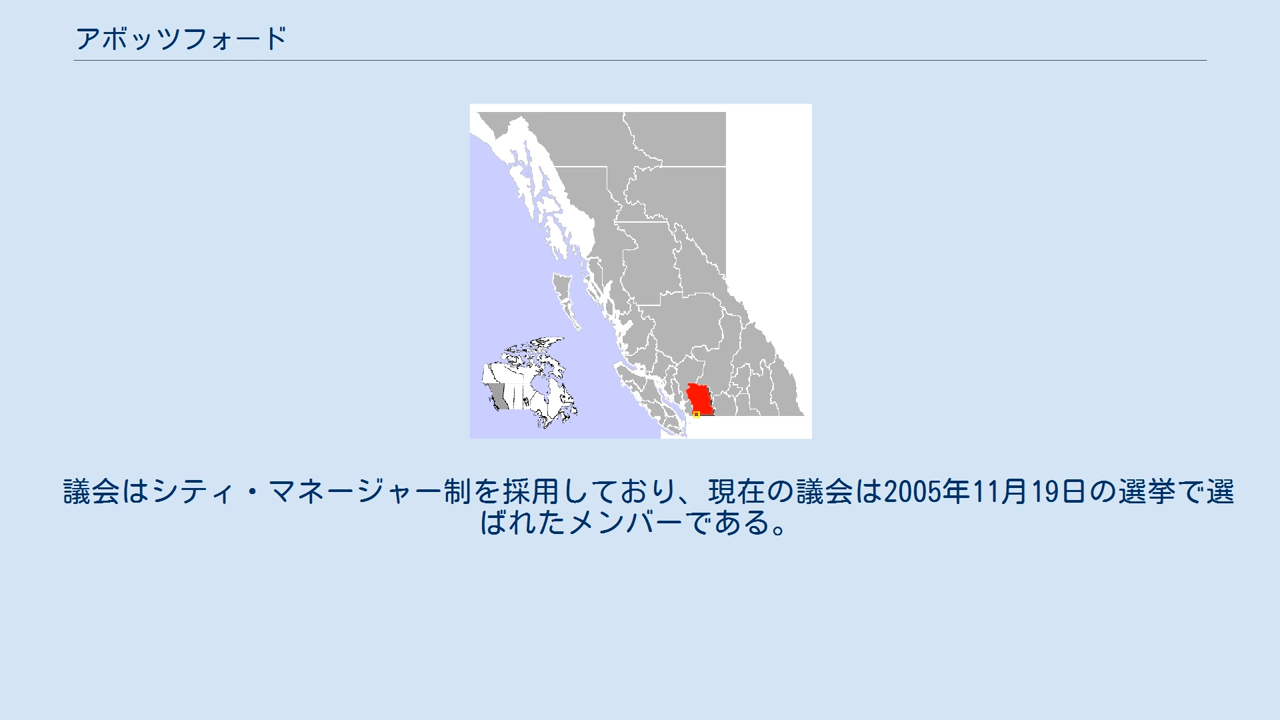 アボッツフォード
議会はシティ・マネージャー制を採用しており、現在の議会は2005年11月19日の選挙で選
ばれたメンバーである。